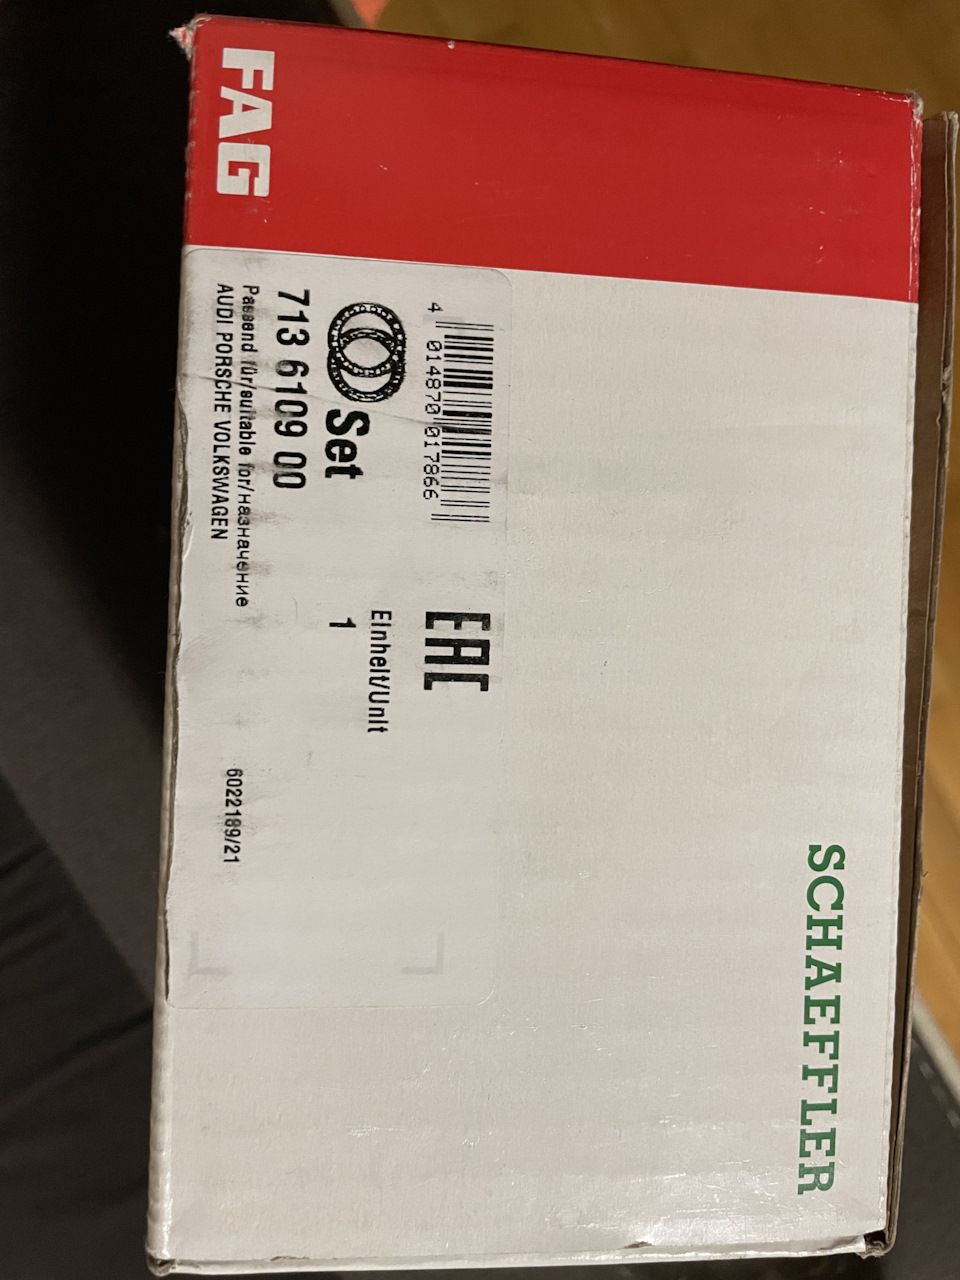 FAG
4 014870 017866
EAC
Set
Einheit/Unit
713 6109 00
1
Passend für/suitable for/назначение
AUDI PORSCHE VOLKSWAGEN
6022189/21
SCHAEFFLER